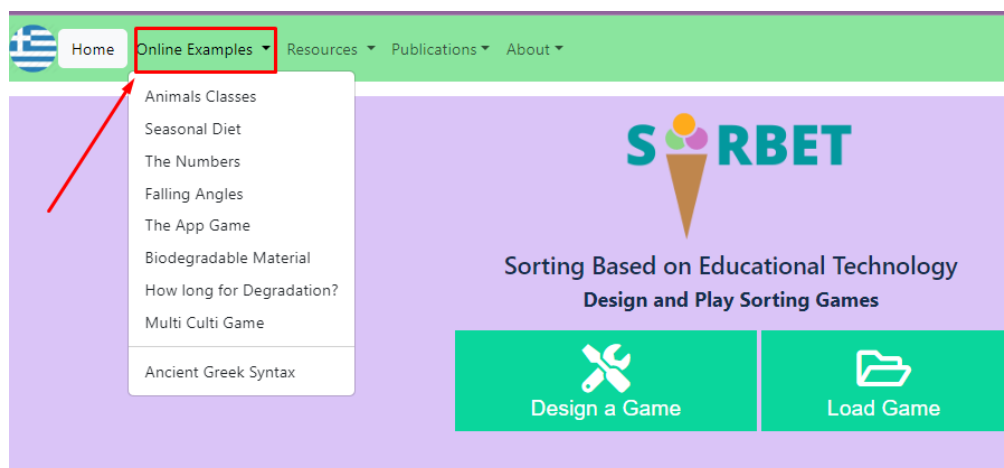 Home Online Examples Resources Publications About
Animals Classes
Seasonal Diet
The Numbers
Falling Angles
The App Game
Biodegradable Material
How long for Degradation?
Multi Culti Game
Ancient Greek Syntax
S RBET
Sorting Based on Educational Technology
Design and Play Sorting Games
Design a Game
Load Game